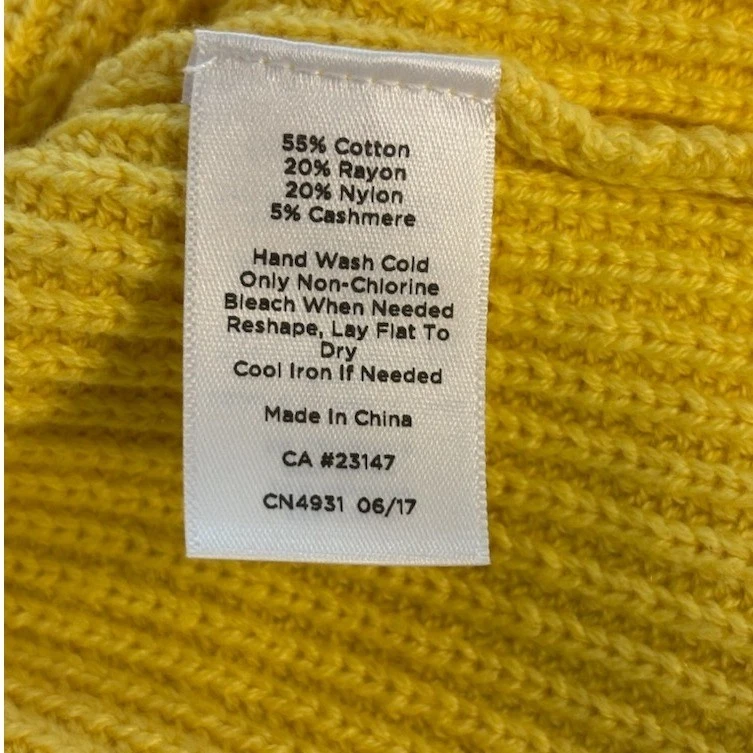 55% Cotton
20% Rayon
20% Nylon
5% Cashmere
Hand Wash Cold
Only Non-Chlorine
Bleach When Needed
Reshape, Lay Flat To
Dry
Cool Iron If Needed
Made In China
CA #23147
CN4931 06/17